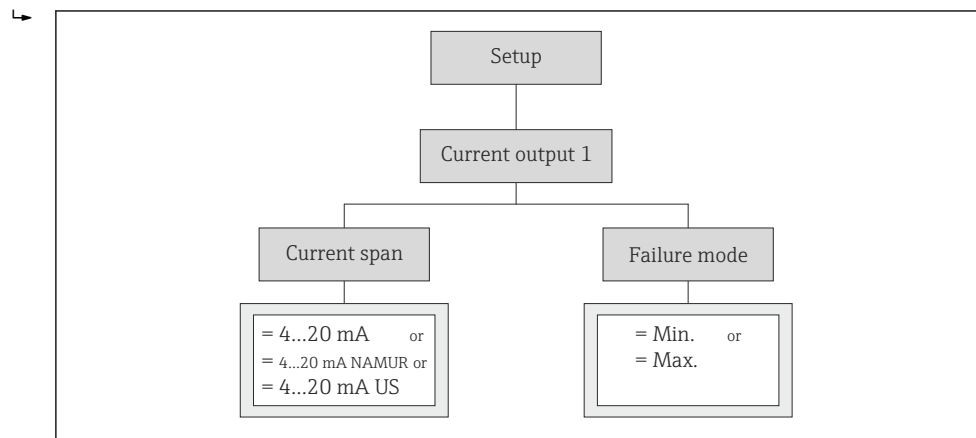 Setup
Current output 1
Current span
Failure mode
= 4...20 mA or
= 4...20 mA NAMUR or
= 4...20 mA US
= Min. or
= Max.